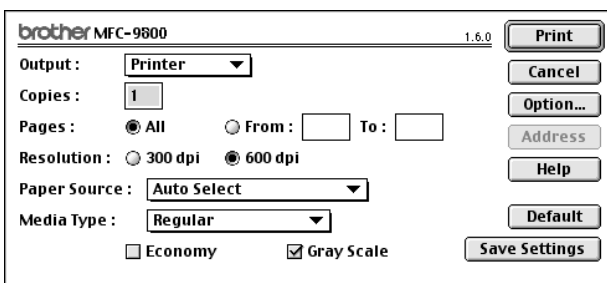 brother MFC-9800 1.6.0 Print
Output : Printer Cancel
Copies : 1 Option...
Pages : All From : To : Address
Resolution : 300 dpi 600 dpi Help
Paper Source : Auto Select
Media Type : Regular Default
Economy Gray Scale Save Settings